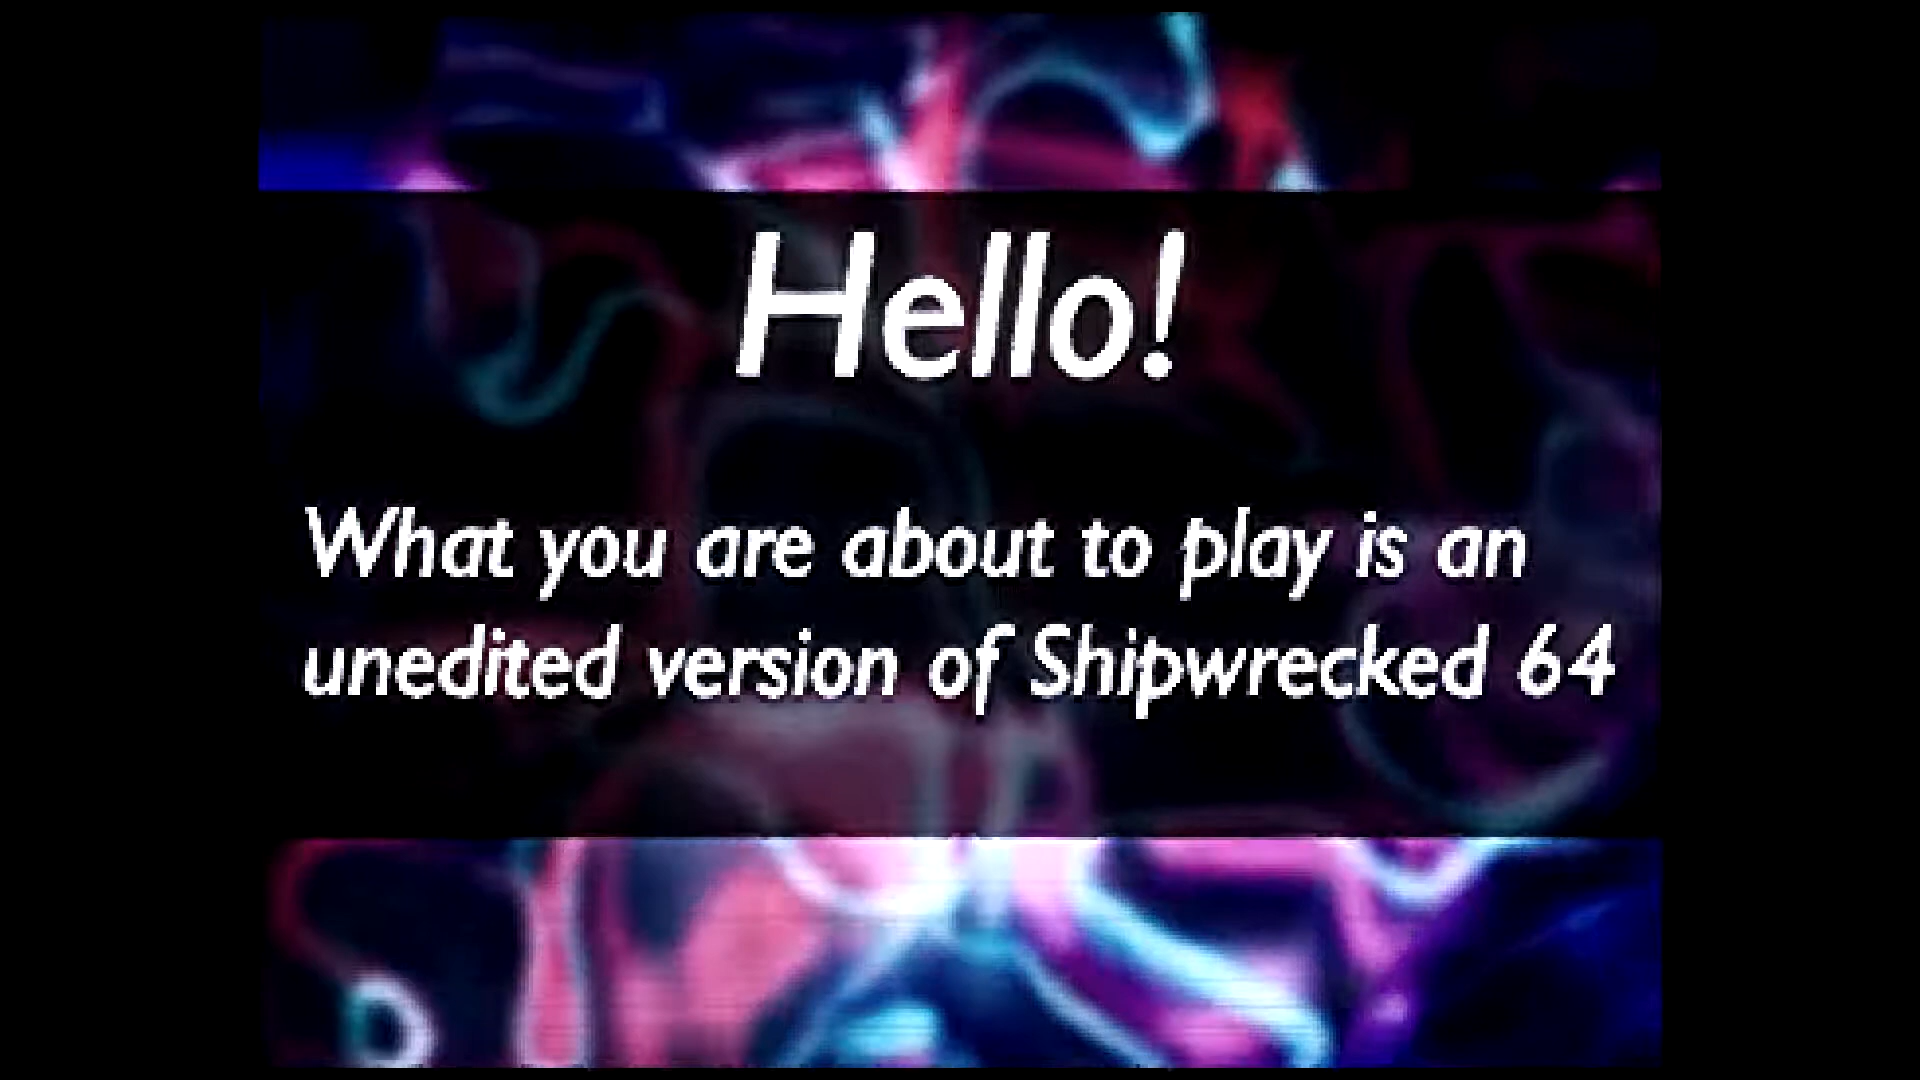 Hello!
What you are about to play is an
unedited version of Shipwrecked 64